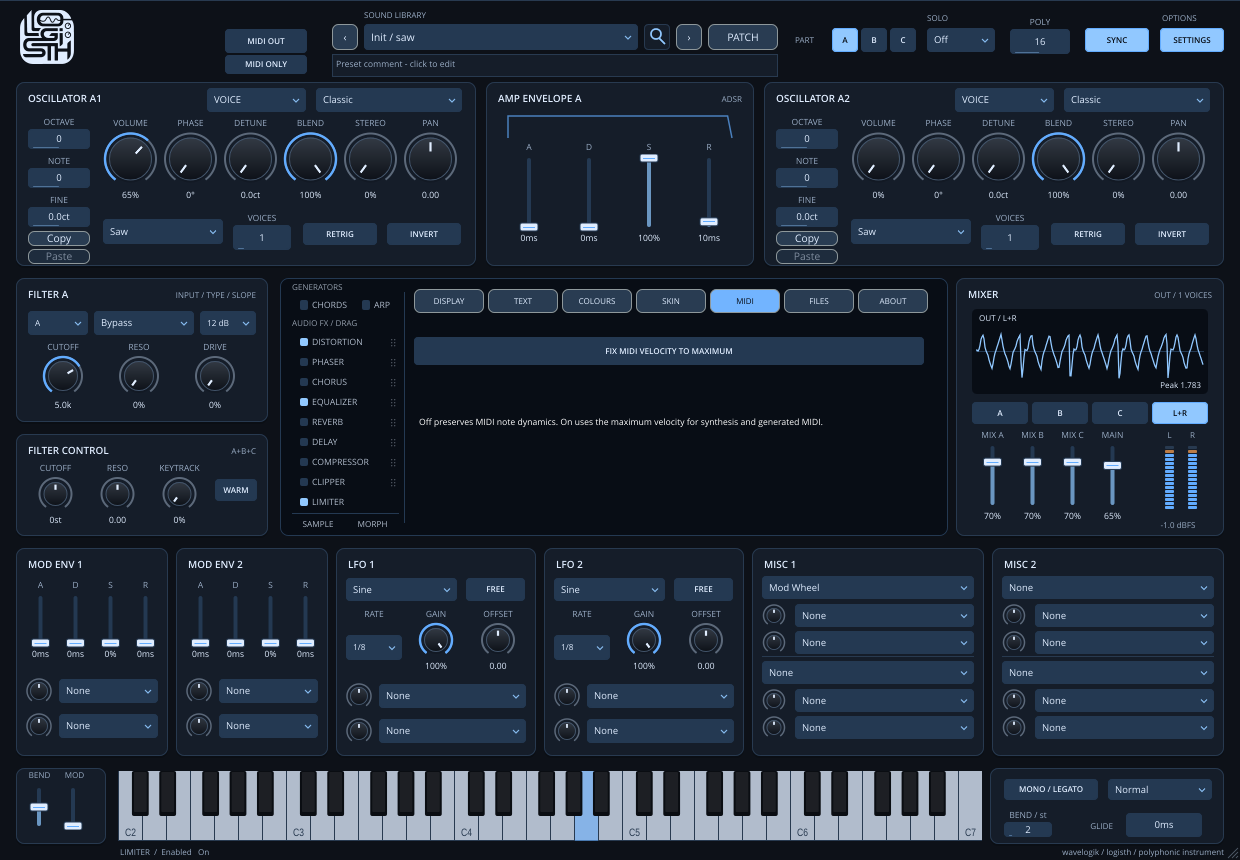 LOGISTH
MIDI OUT
MIDI ONLY
SOUND LIBRARY
‹ Init / saw › PATCH
Preset comment - click to edit
PART A B C
SOLO
Off
POLY
16
SYNC
OPTIONS
SETTINGS
OSCILLATOR A1 VOICE Classic
OCTAVE VOLUME PHASE DETUNE BLEND STEREO PAN
0
NOTE
0
65% 0° 0.0ct 100% 0% 0.00
FINE
0.0ct
Copy
Paste
Saw
VOICES
1
RETRIG INVERT
AMP ENVELOPE A ADSR
A D S R
0ms 0ms 100% 10ms
OSCILLATOR A2 VOICE Classic
OCTAVE VOLUME PHASE DETUNE BLEND STEREO PAN
0
NOTE
0
0% 0° 0.0ct 100% 0% 0.00
FINE
0.0ct
Copy
Paste
Saw
VOICES
1
RETRIG INVERT
FILTER A INPUT / TYPE / SLOPE
A Bypass 12 dB
CUTOFF RESO DRIVE
5.0k 0% 0%
FILTER CONTROL A+B+C
CUTOFF RESO KEYTRACK
WARM
0st 0.00 0%
GENERATORS
CHORDS ARP
AUDIO FX / DRAG
DISTORTION
PHASER
CHORUS
EQUALIZER
REVERB
DELAY
COMPRESSOR
CLIPPER
LIMITER
SAMPLE MORPH
DISPLAY TEXT COLOURS SKIN MIDI FILES ABOUT
FIX MIDI VELOCITY TO MAXIMUM
Off preserves MIDI note dynamics. On uses the maximum velocity for synthesis and generated MIDI.
MIXER OUT / 1 VOICES
OUT / L+R
Peak 1.783
A B C L+R
MIX A MIX B MIX C MAIN L R
70% 70% 70% 65%
-1.0 dBFS
MOD ENV 1
A D S R
0ms 0ms 0% 0ms
None
None
MOD ENV 2
A D S R
0ms 0ms 0% 0ms
None
None
LFO 1
Sine FREE
RATE GAIN OFFSET
1/8
100% 0.00
None
None
LFO 2
Sine FREE
RATE GAIN OFFSET
1/8
100% 0.00
None
None
MISC 1
Mod Wheel
None
None
None
None
None
MISC 2
None
None
None
None
None
None
BEND MOD
C2 C3 C4 C5 C6 C7
MONO / LEGATO Normal
BEND / st
2
GLIDE 0ms
LIMITER / Enabled On
wavelogik / logisth / polyphonic instrument